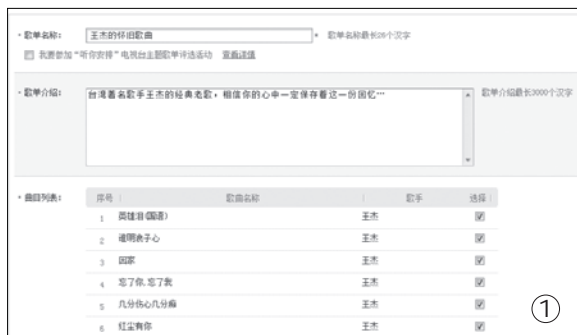 · 歌单名称： 王杰的怀旧歌曲 * 歌单名称最长25个汉字
我要参加“听你安排”电视台主题歌单评选活动 查看详情
· 歌单介绍： 台湾著名歌手王杰的经典老歌，相信你的心中一定保存着这一份回忆… 歌单介绍最长3000个汉字
· 曲目列表： 序号 歌曲名称 歌手 选择
1 英雄泪(国语) 王杰
2 谁明浪子心 王杰
3 回家 王杰
4 忘了你,忘了我 王杰
5 几分伤心几分痴 王杰
6 红尘有你 王杰
①